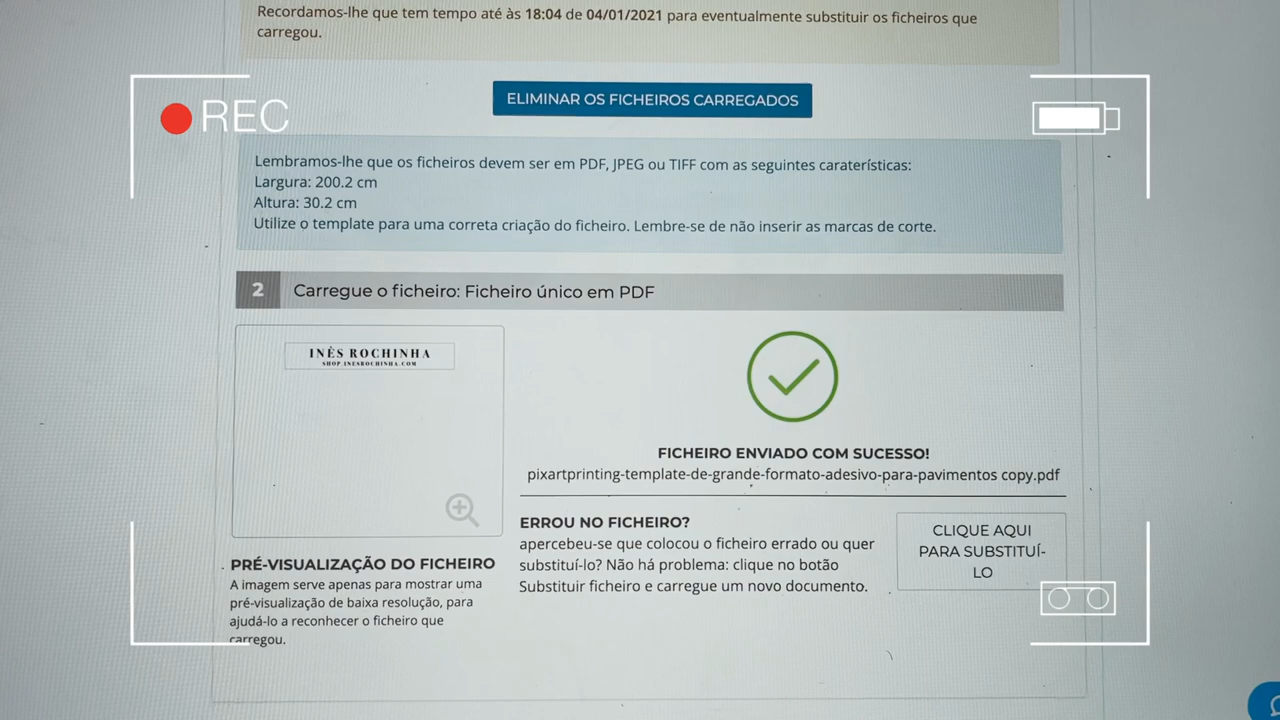 Recordamos-lhe que tem tempo até às 18:04 de 04/01/2021 para eventualmente substituir os ficheiros que
carregou.
ELIMINAR OS FICHEIROS CARREGADOS
REC
Lembramos-lhe que os ficheiros devem ser em PDF, JPEG ou TIFF com as seguintes caraterísticas:
Largura: 200.2 cm
Altura: 30.2 cm
Utilize o template para uma correta criação do ficheiro. Lembre-se de não inserir as marcas de corte.
2 Carregue o ficheiro: Ficheiro único em PDF
INÊS ROCHINHA
SHOP.INESROCHINHA.COM
FICHEIRO ENVIADO COM SUCESSO!
pixartprinting-template-de-grande-formato-adesivo-para-pavimentos copy.pdf
PRÉ-VISUALIZAÇÃO DO FICHEIRO
A imagem serve apenas para mostrar uma
pré-visualização de baixa resolução, para
ajudá-lo a reconhecer o ficheiro que
carregou.
ERROU NO FICHEIRO?
apercebeu-se que colocou o ficheiro errado ou quer
substituí-lo? Não há problema: clique no botão
Substituir ficheiro e carregue um novo documento.
CLIQUE AQUI
PARA SUBSTITUÍ-
LO